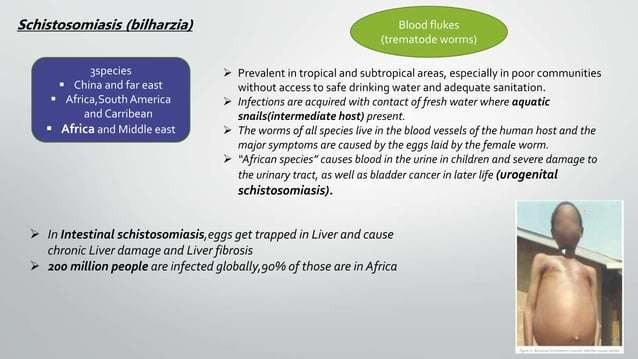 Schistosomiasis (bilharzia)
Blood flukes
(trematode worms)
3species
▪ China and far east
▪ Africa,South America
and Carribean
▪ Africa and Middle east
➢ Prevalent in tropical and subtropical areas, especially in poor communities
without access to safe drinking water and adequate sanitation.
➢ Infections are acquired with contact of fresh water where aquatic
snails(intermediate host) present.
➢ The worms of all species live in the blood vessels of the human host and the
major symptoms are caused by the eggs laid by the female worm.
➢ "African species" causes blood in the urine in children and severe damage to
the urinary tract, as well as bladder cancer in later life (urogenital
schistosomiasis).
➢ In Intestinal schistosomiasis,eggs get trapped in Liver and cause
chronic Liver damage and Liver fibrosis
➢ 200 million people are infected globally,90% of those are in Africa